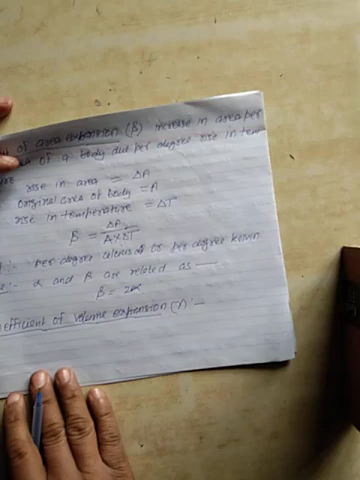 of area expansion (β) increase in area per
of a body due per degree rise in tem
rise in area = ΔA
original area of body = A
rise in temperature = ΔT
β = ΔA / A×ΔT
per degree celcius or per degree kelvin
α and β are related as —
β = 2α
efficient of volume expansion (γ) :-